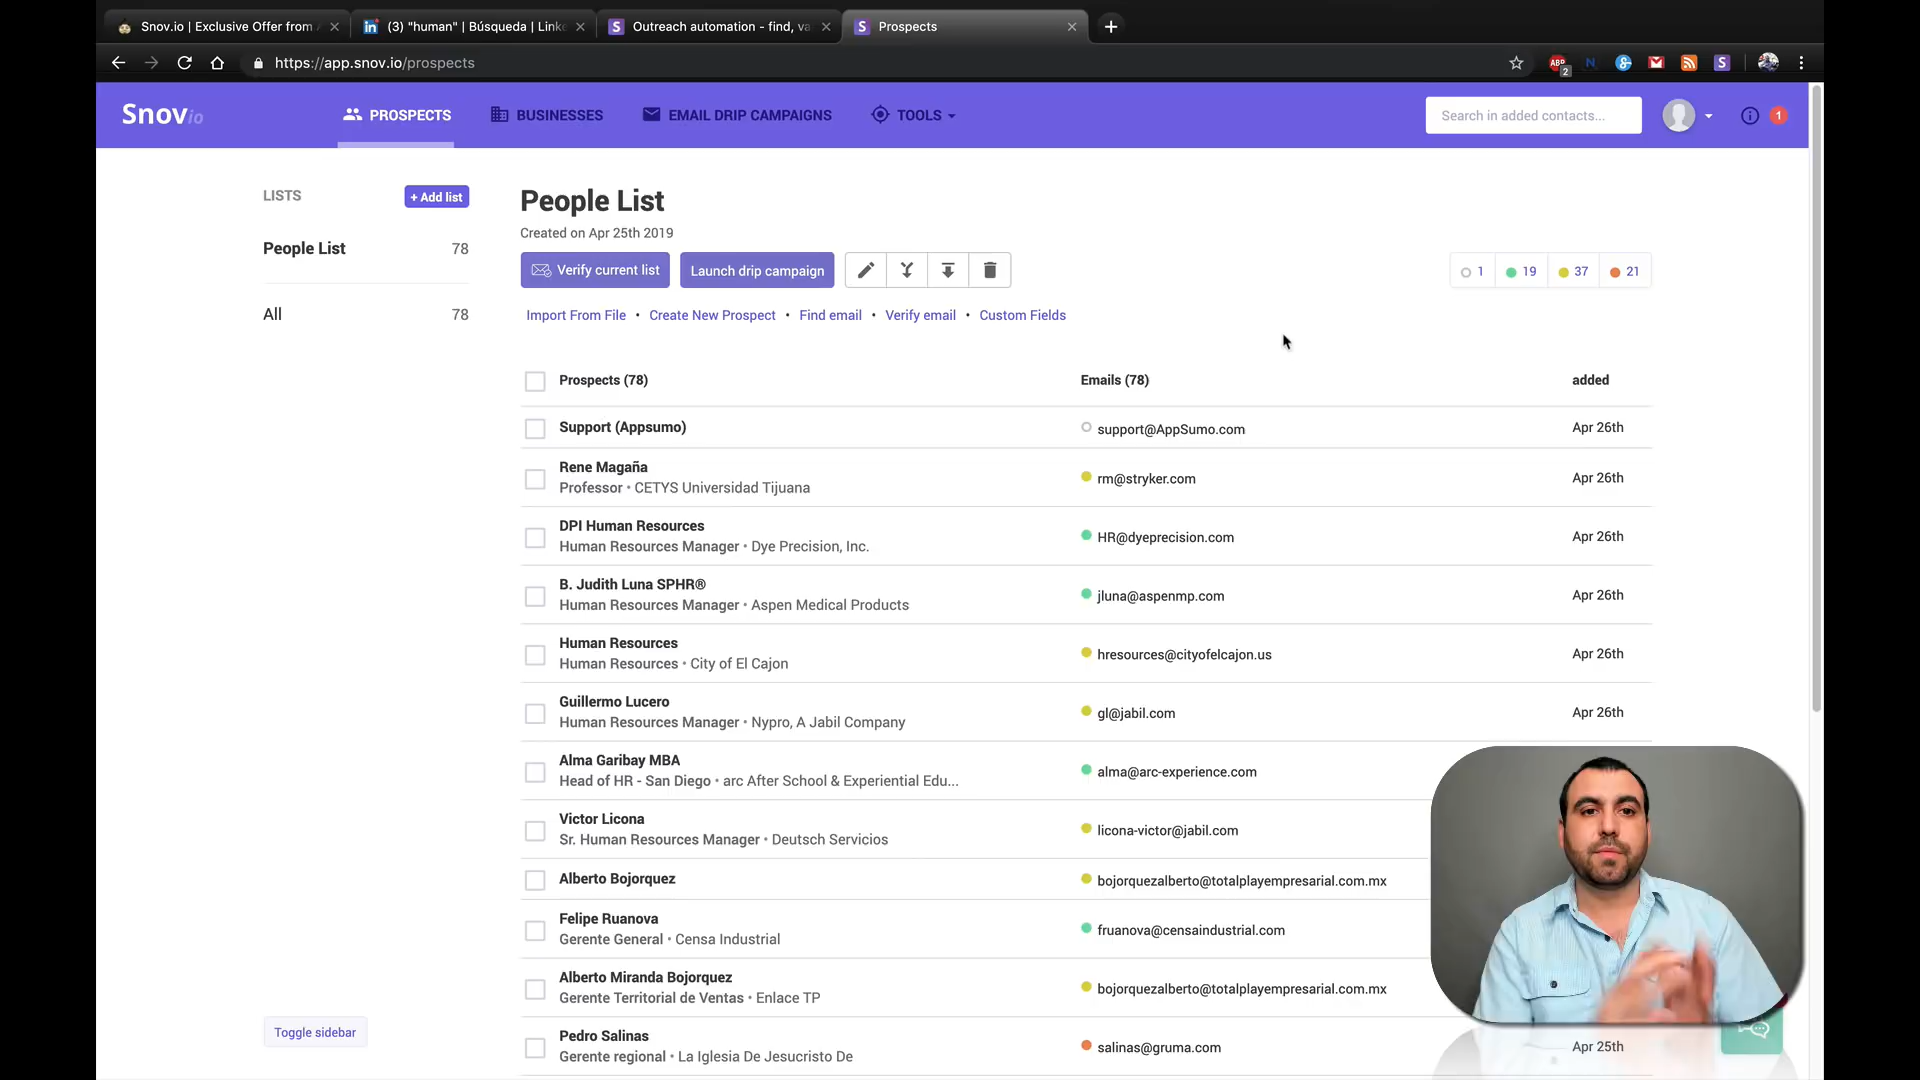 Snov.io | Exclusive Offer from
(3) "human" | Búsqueda | Linke
Outreach automation - find, va
Prospects
https://app.snov.io/prospects
ABP
2
Snovio
PROSPECTS
BUSINESSES
EMAIL DRIP CAMPAIGNS
TOOLS
Search in added contacts...
1
LISTS
+ Add list
People List 78
All 78
Toggle sidebar
People List
Created on Apr 25th 2019
Verify current list
Launch drip campaign
1 19 37 21
Import From File • Create New Prospect • Find email • Verify email • Custom Fields
Prospects (78) Emails (78) added
Support (Appsumo) support@AppSumo.com Apr 26th
Rene Magaña
Professor • CETYS Universidad Tijuana
rm@stryker.com Apr 26th
DPI Human Resources
Human Resources Manager • Dye Precision, Inc.
HR@dyeprecision.com Apr 26th
B. Judith Luna SPHR®
Human Resources Manager • Aspen Medical Products
jluna@aspenmp.com Apr 26th
Human Resources
Human Resources • City of El Cajon
hresources@cityofelcajon.us Apr 26th
Guillermo Lucero
Human Resources Manager • Nypro, A Jabil Company
gl@jabil.com Apr 26th
Alma Garibay MBA
Head of HR - San Diego • arc After School & Experiential Edu...
alma@arc-experience.com
Victor Licona
Sr. Human Resources Manager • Deutsch Servicios
licona-victor@jabil.com
Alberto Bojorquez bojorquezalberto@totalplayempresarial.com.mx
Felipe Ruanova
Gerente General • Censa Industrial
fruanova@censaindustrial.com
Alberto Miranda Bojorquez
Gerente Territorial de Ventas • Enlace TP
bojorquezalberto@totalplayempresarial.com.mx
Pedro Salinas
Gerente regional • La Iglesia De Jesucristo De
salinas@gruma.com Apr 25th